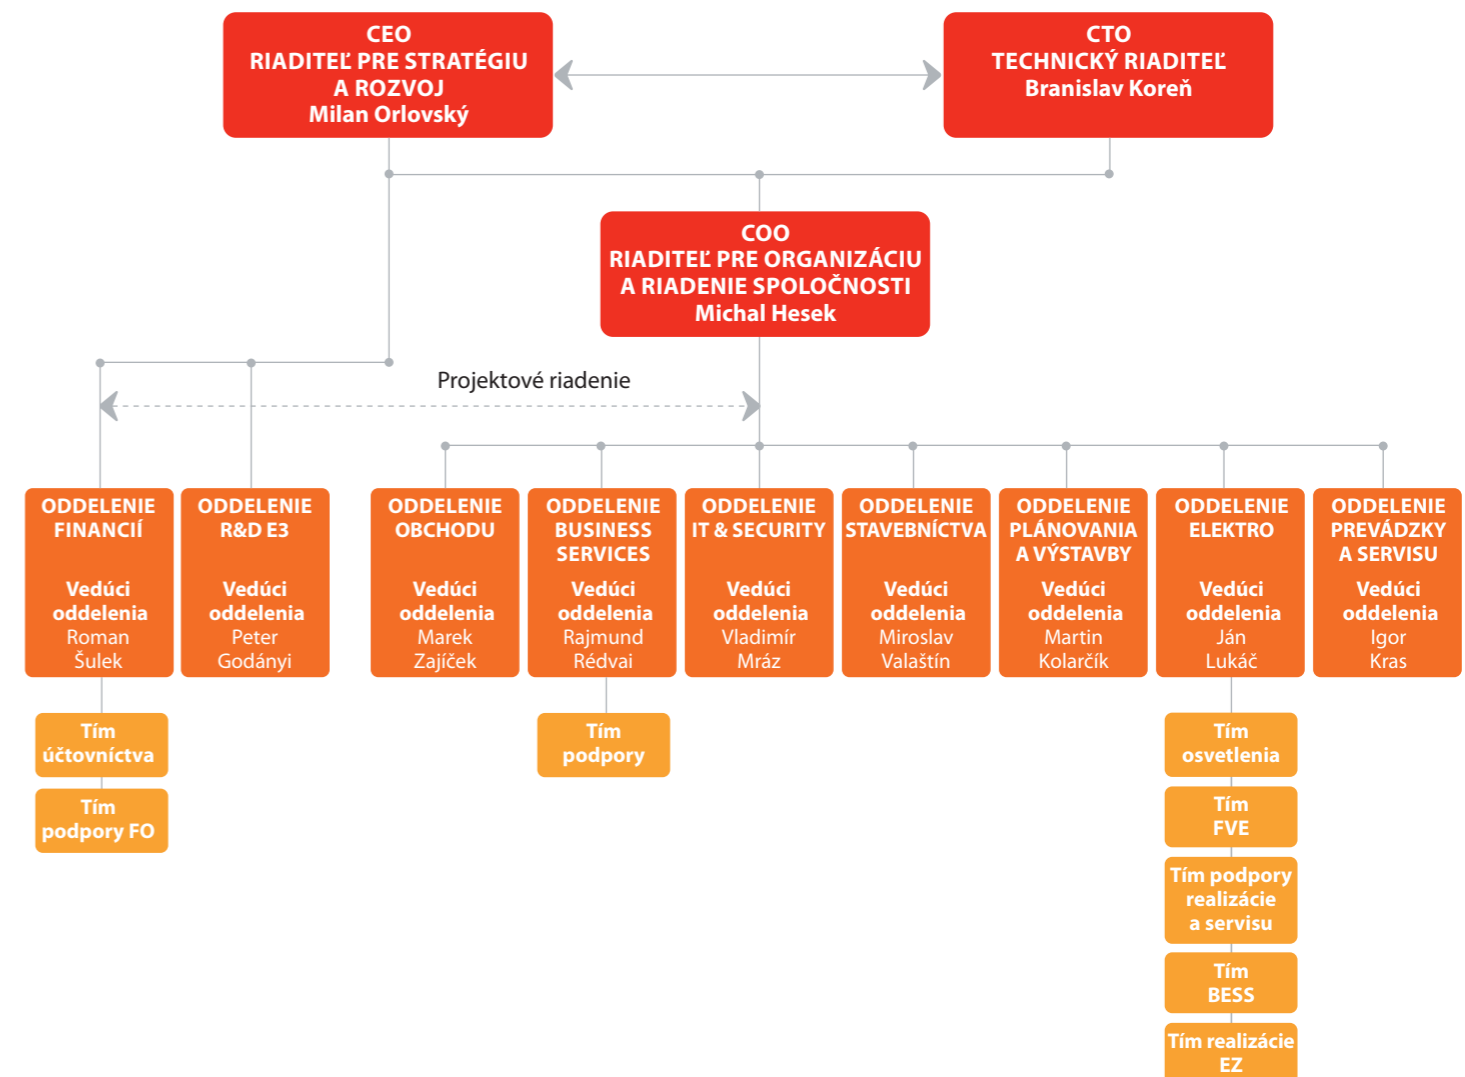 CEO
RIADITEĽ PRE STRATÉGIU
A ROZVOJ
Milan Orlovský
CTO
TECHNICKÝ RIADITEĽ
Branislav Koreň
COO
RIADITEĽ PRE ORGANIZÁCIU
A RIADENIE SPOLOČNOSTI
Michal Hesek
Projektové riadenie
ODDELENIE
FINANCIÍ
Vedúci
oddelenia
Roman
Šulek
ODDELENIE
R&D E3
Vedúci
oddelenia
Peter
Godányi
ODDELENIE
OBCHODU
Vedúci
oddelenia
Marek
Zajíček
ODDELENIE
BUSINESS
SERVICES
Vedúci
oddelenia
Rajmund
Rédvai
ODDELENIE
IT & SECURITY
Vedúci
oddelenia
Vladimír
Mráz
ODDELENIE
STAVEBNÍCTVA
Vedúci
oddelenia
Miroslav
Valaštín
ODDELENIE
PLÁNOVANIA
A VÝSTAVBY
Vedúci
oddelenia
Martin
Kolarčík
ODDELENIE
ELEKTRO
Vedúci
oddelenia
Ján
Lukáč
ODDELENIE
PREVÁDZKY
A SERVISU
Vedúci
oddelenia
Igor
Kras
Tím
účtovníctva
Tím
podpory FO
Tím
podpory
Tím
osvetlenia
Tím
FVE
Tím podpory
realizácie
a servisu
Tím
BESS
Tím realizácie
EZ